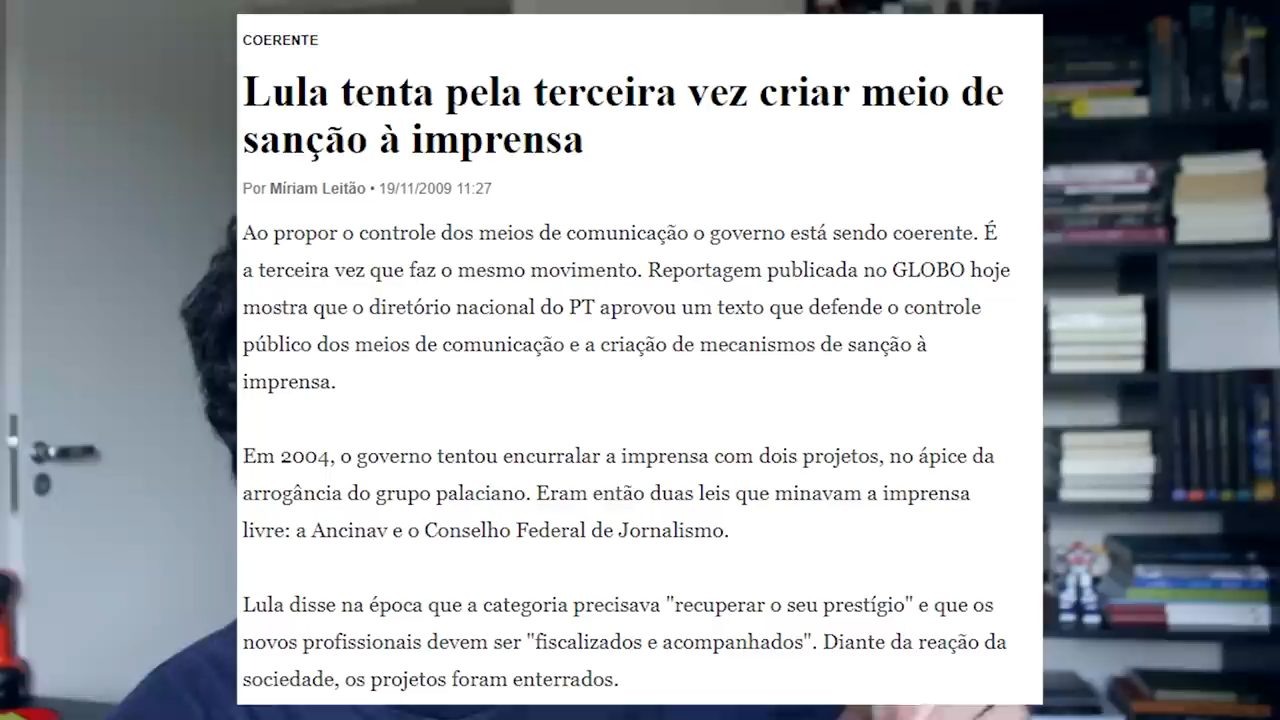 COERENTE
Lula tenta pela terceira vez criar meio de
sanção à imprensa
Por Míriam Leitão • 19/11/2009 11:27
Ao propor o controle dos meios de comunicação o governo está sendo coerente. É
a terceira vez que faz o mesmo movimento. Reportagem publicada no GLOBO hoje
mostra que o diretório nacional do PT aprovou um texto que defende o controle
público dos meios de comunicação e a criação de mecanismos de sanção à
imprensa.
Em 2004, o governo tentou encurralar a imprensa com dois projetos, no ápice da
arrogância do grupo palaciano. Eram então duas leis que minavam a imprensa
livre: a Ancinav e o Conselho Federal de Jornalismo.
Lula disse na época que a categoria precisava "recuperar o seu prestígio" e que os
novos profissionais devem ser "fiscalizados e acompanhados". Diante da reação da
sociedade, os projetos foram enterrados.